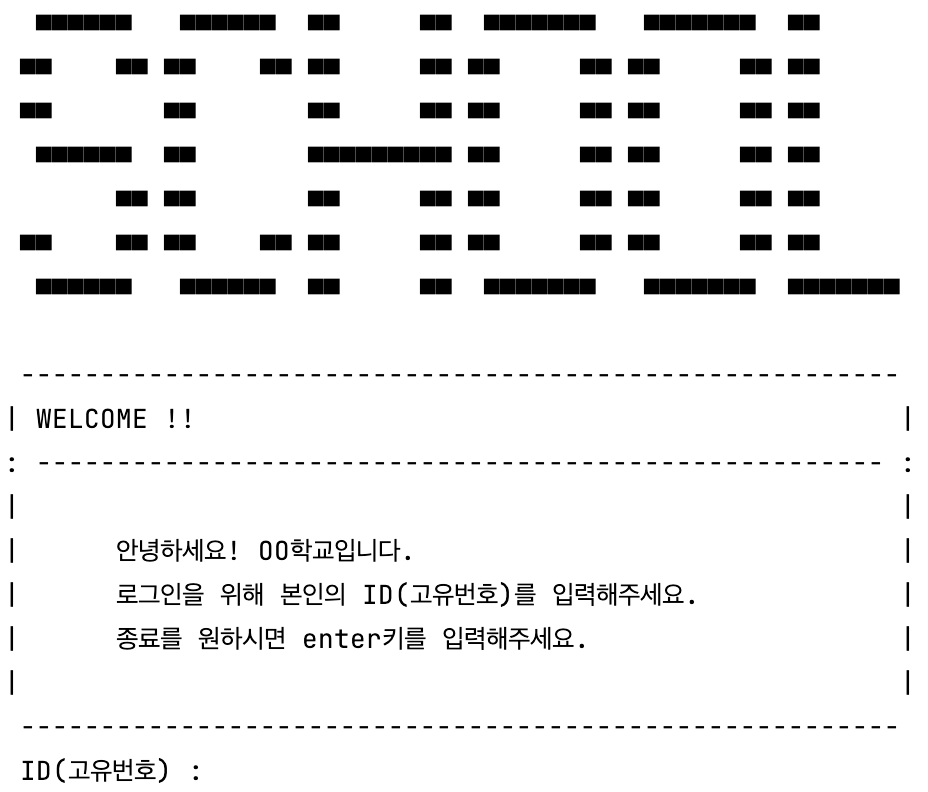 SCHOOL
WELCOME !!
안녕하세요! OO학교입니다.
로그인을 위해 본인의 ID(고유번호)를 입력해주세요.
종료를 원하시면 enter키를 입력해주세요.
ID(고유번호) :